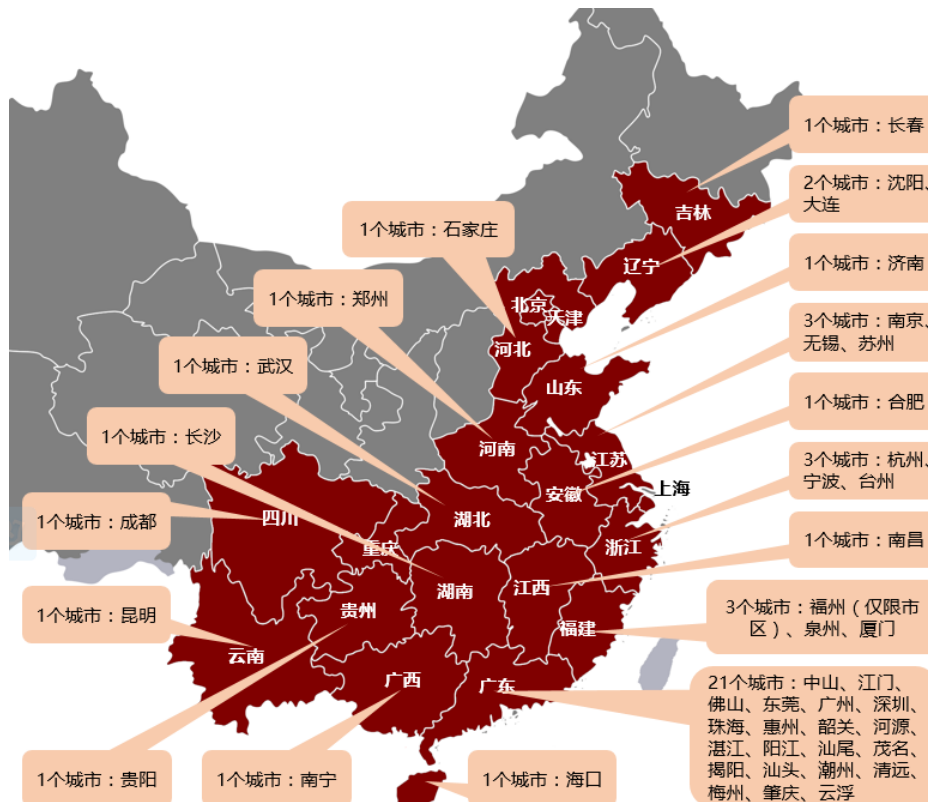 1个城市：长春
2个城市：沈阳、
大连
吉林
1个城市：石家庄
辽宁
1个城市：济南
1个城市：郑州
北京
天津
3个城市：南京、
无锡、苏州
河北
1个城市：武汉
山东
1个城市：合肥
1个城市：长沙
河南
江苏
3个城市：杭州、
宁波、台州
安徽
上海
1个城市：成都
四川
湖北
重庆
浙江
1个城市：南昌
湖南
江西
1个城市：昆明
贵州
3个城市：福州（仅限市
区）、泉州、厦门
福建
云南
广西
广东
21个城市：中山、江门、
佛山、东莞、广州、深圳、
珠海、惠州、韶关、河源、
湛江、阳江、汕尾、茂名、
揭阳、汕头、潮州、清远、
梅州、肇庆、云浮
1个城市：贵阳
1个城市：南宁
1个城市：海口